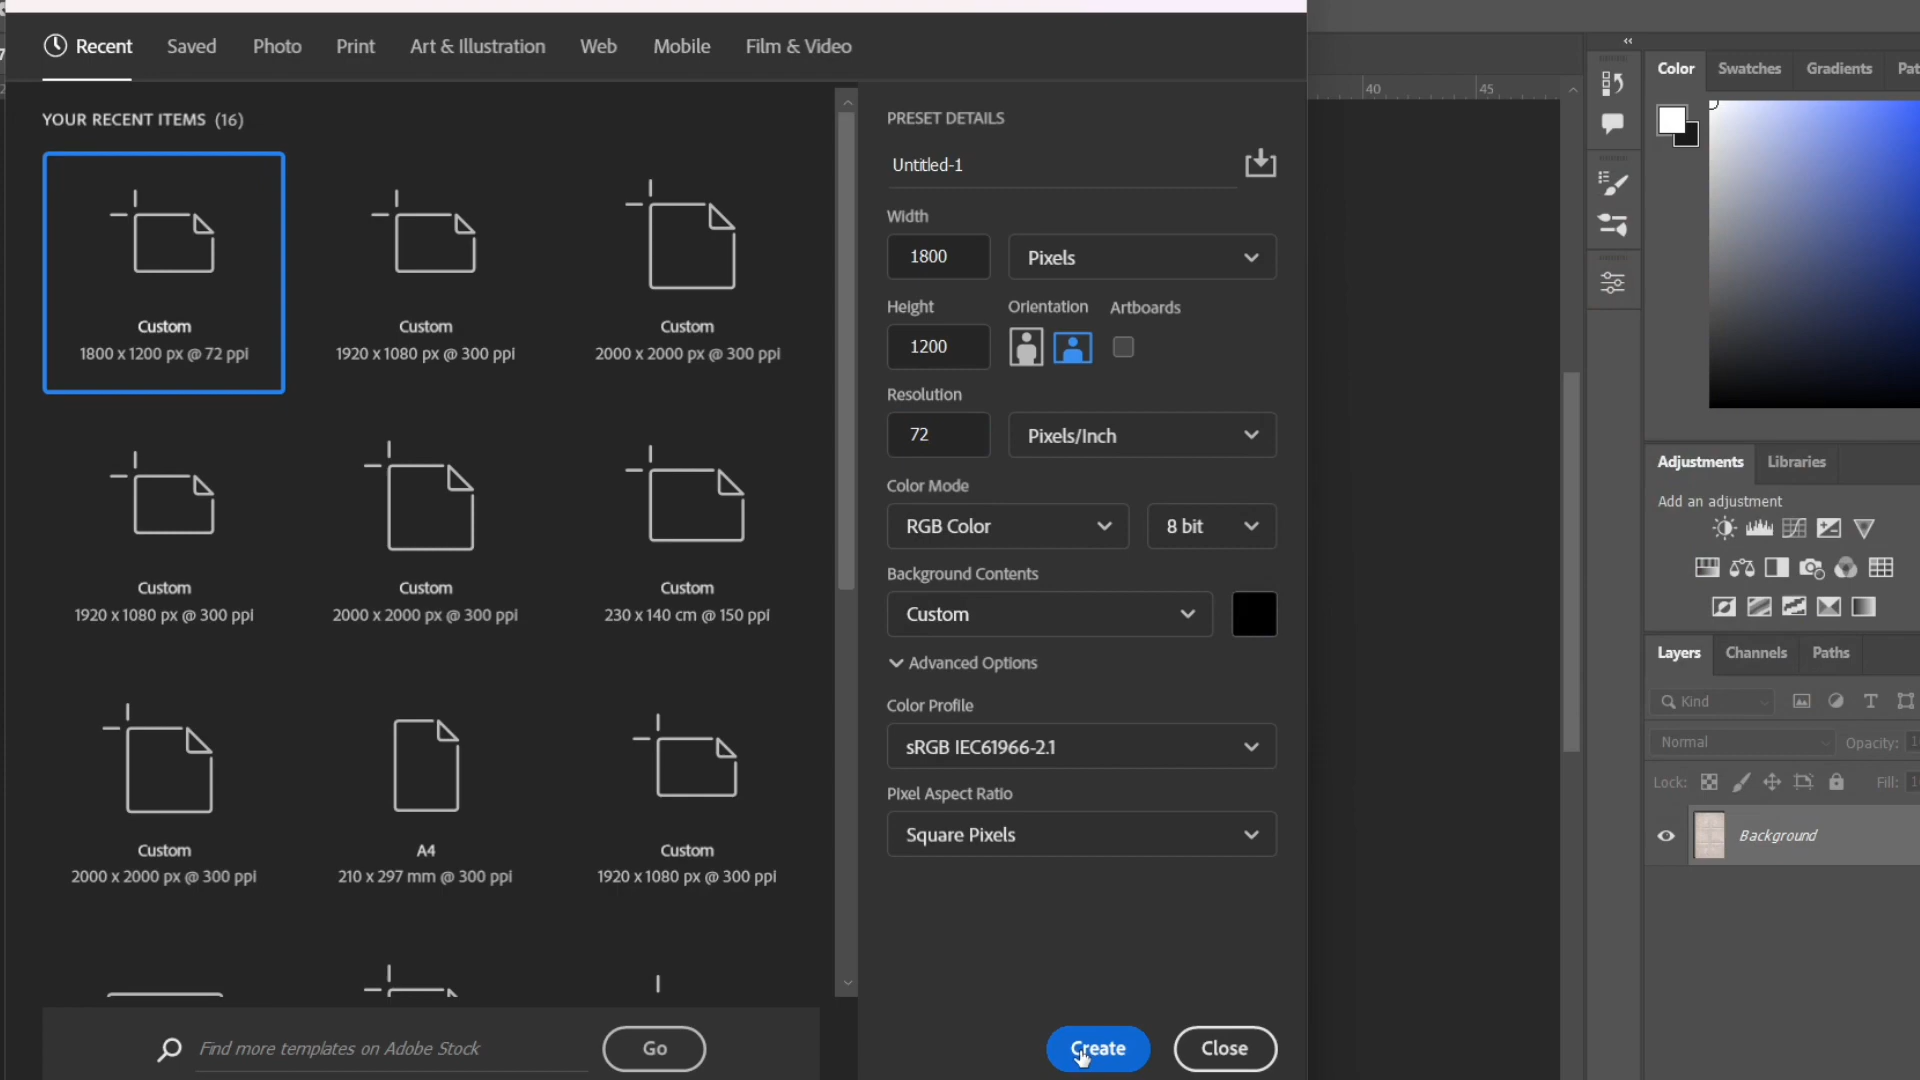 Recent
Saved
Photo
Print
Art & Illustration
Web
Mobile
Film & Video
YOUR RECENT ITEMS (16)
Custom
1800 x 1200 px @ 72 ppi
Custom
1920 x 1080 px @ 300 ppi
Custom
2000 x 2000 px @ 300 ppi
Custom
1920 x 1080 px @ 300 ppi
Custom
2000 x 2000 px @ 300 ppi
Custom
230 x 140 cm @ 150 ppi
Custom
2000 x 2000 px @ 300 ppi
A4
210 x 297 mm @ 300 ppi
Custom
1920 x 1080 px @ 300 ppi
Find more templates on Adobe Stock
Go
PRESET DETAILS
Untitled-1
Width
1800
Pixels
Height
Orientation
Artboards
1200
Resolution
72
Pixels/Inch
Color Mode
RGB Color
8 bit
Background Contents
Custom
Advanced Options
Color Profile
sRGB IEC61966-2.1
Pixel Aspect Ratio
Square Pixels
Create
Close
40
45
Color
Swatches
Gradients
Pat
Adjustments
Libraries
Add an adjustment
Layers
Channels
Paths
Kind
Normal
Opacity:
Lock:
Fill:
Background